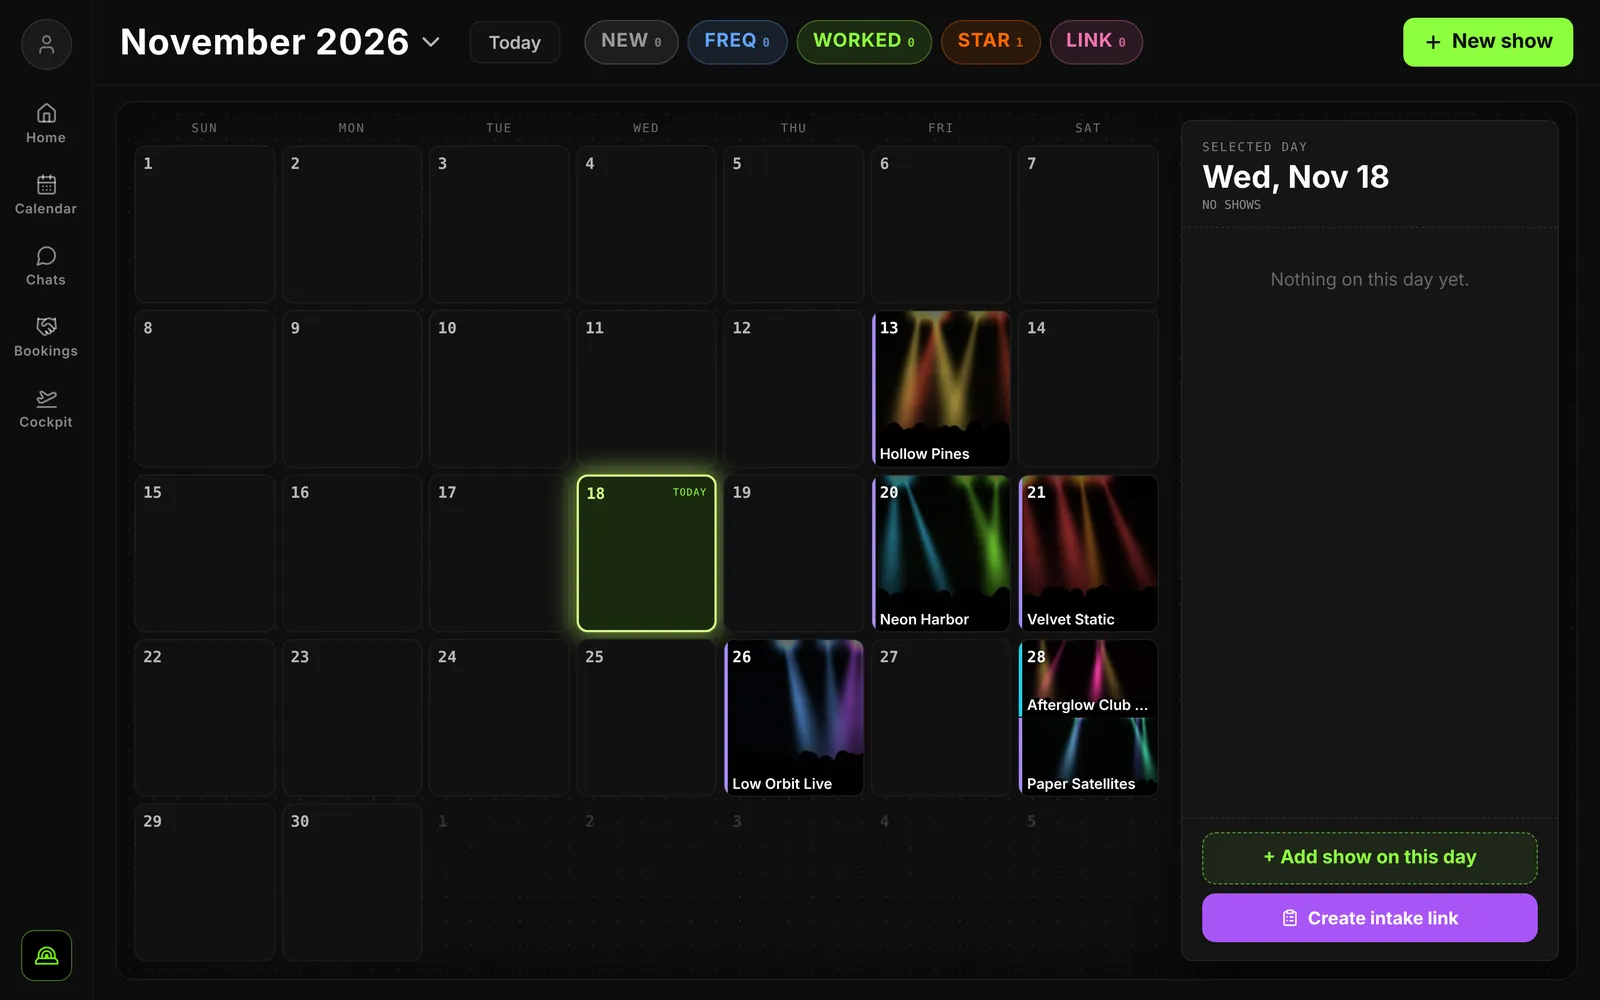 November 2026
Today
NEW 0
FREQ 0
WORKED 0
STAR 1
LINK 0
+ New show
Home
Calendar
Chats
Bookings
Cockpit
SUN MON TUE WED THU FRI SAT
1 2 3 4 5 6 7
8 9 10 11 12 13 14
Hollow Pines
15 16 17 18 TODAY 19 20 21
Neon Harbor
Velvet Static
22 23 24 25 26 27 28
Afterglow Club ...
Low Orbit Live
Paper Satellites
29 30 1 2 3 4 5
SELECTED DAY
Wed, Nov 18
NO SHOWS
Nothing on this day yet.
+ Add show on this day
Create intake link